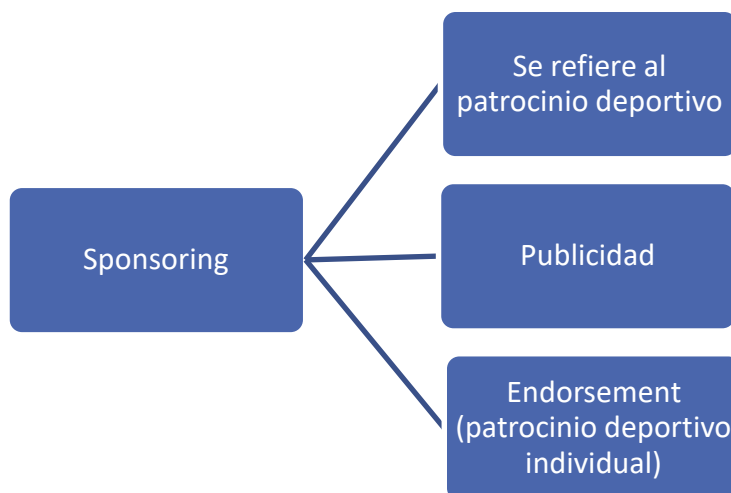 Se refiere al
patrocinio deportivo
Sponsoring
Publicidad
Endorsement
(patrocinio deportivo
individual)